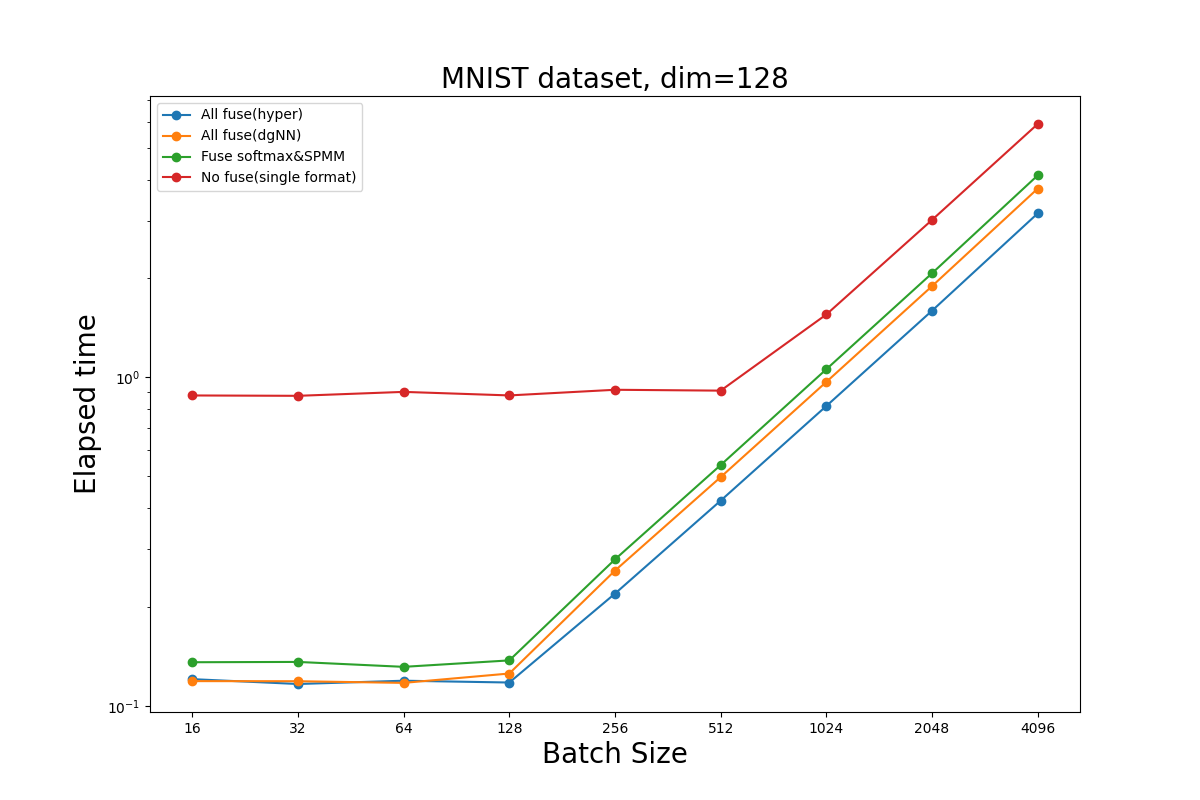 MNIST dataset, dim=128
All fuse(hyper)
All fuse(dgNN)
Fuse softmax&SPMM
No fuse(single format)
Elapsed time
10⁰
10⁻¹
16 32 64 128 256 512 1024 2048 4096
Batch Size